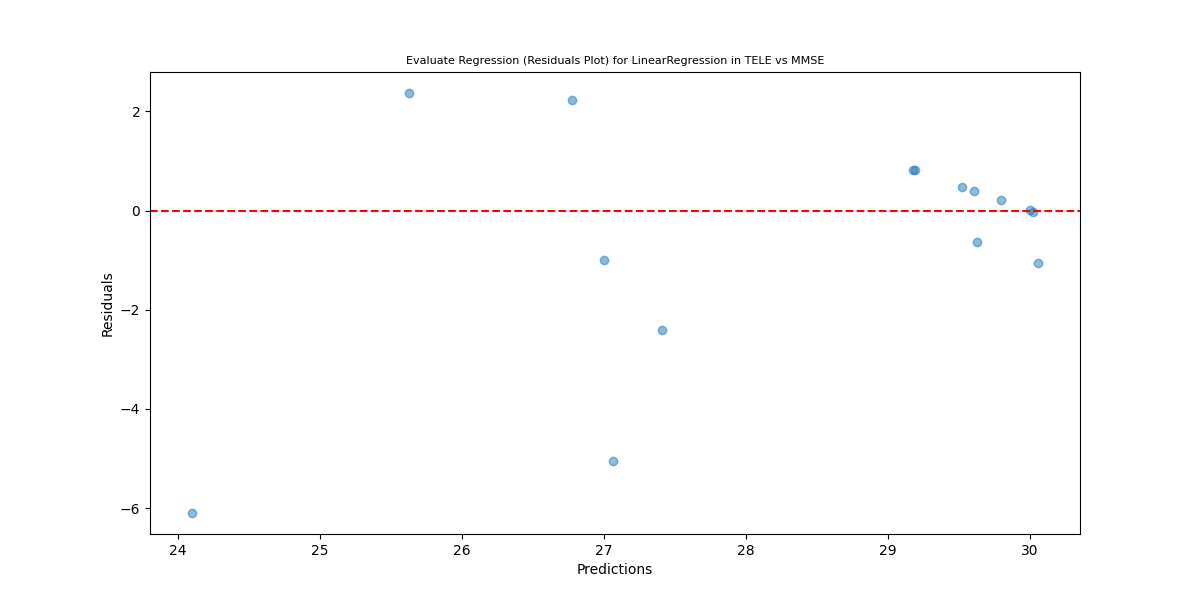 Evaluate Regression (Residuals Plot) for LinearRegression in TELE vs MMSE
2
0
−2
−4
−6
Residuals
24 25 26 27 28 29 30
Predictions